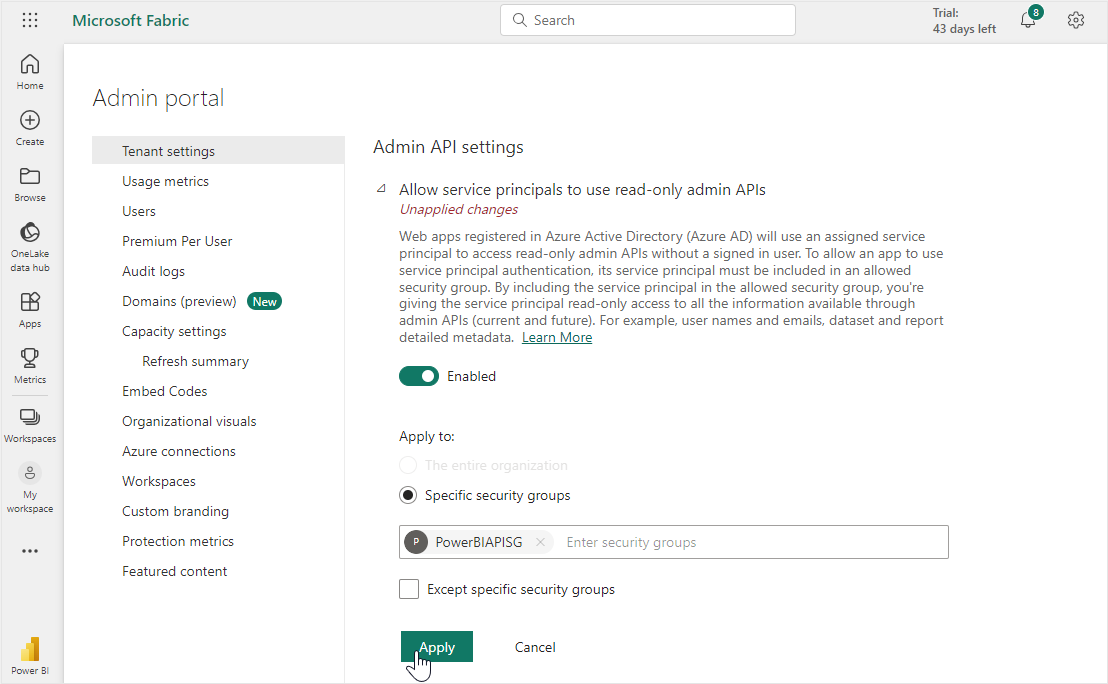 Microsoft Fabric
Search
Trial:
43 days left
8
Home
Create
Browse
OneLake
data hub
Apps
Metrics
Workspaces
My
workspace
Power BI
Admin portal
Tenant settings
Usage metrics
Users
Premium Per User
Audit logs
Domains (preview) New
Capacity settings
Refresh summary
Embed Codes
Organizational visuals
Azure connections
Workspaces
Custom branding
Protection metrics
Featured content
Admin API settings
Allow service principals to use read-only admin APIs
Unapplied changes
Web apps registered in Azure Active Directory (Azure AD) will use an assigned service
principal to access read-only admin APIs without a signed in user. To allow an app to use
service principal authentication, its service principal must be included in an allowed
security group. By including the service principal in the allowed security group, you're
giving the service principal read-only access to all the information available through
admin APIs (current and future). For example, user names and emails, dataset and report
detailed metadata. Learn More
Enabled
Apply to:
The entire organization
Specific security groups
P PowerBIAPISG Enter security groups
Except specific security groups
Apply Cancel